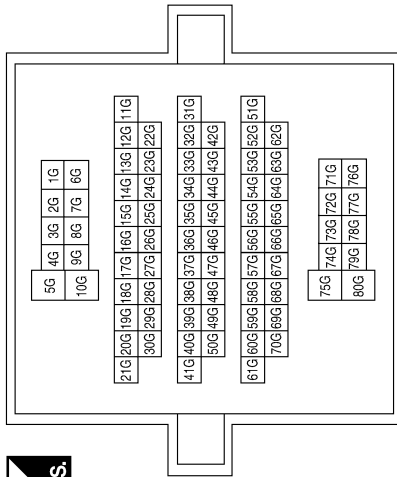 S.
5G 4G 3G 2G 1G
10G 9G 8G 7G 6G
21G 20G 19G 18G 17G 16G 15G 14G 13G 12G 11G
30G 29G 28G 27G 26G 25G 24G 23G 22G
41G 40G 39G 38G 37G 36G 35G 34G 33G 32G 31G
50G 49G 48G 47G 46G 45G 44G 43G 42G
61G 60G 59G 58G 57G 56G 55G 54G 53G 52G 51G
70G 69G 68G 67G 66G 65G 64G 63G 62G
75G 74G 73G 72G 71G
80G 79G 78G 77G 76G